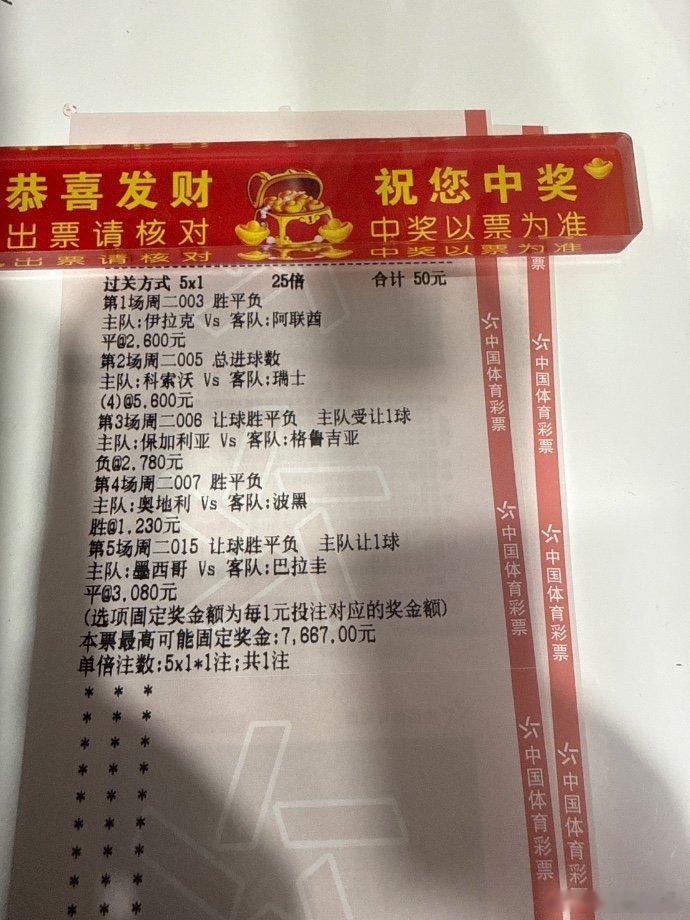 恭喜发财 祝您中奖
出票请核对 中奖以票为准
出票请核对 中奖以票为准
过关方式 5x1 25倍 合计 50元
第1场周二003 胜平负
主队:伊拉克 Vs 客队:阿联酋
平@2.800元
第2场周二005 总进球数
主队:科索沃 Vs 客队:瑞士
(4)@5.600元
第3场周二006 让球胜平负 主队受让1球
主队:保加利亚 Vs 客队:格鲁吉亚
负@2.780元
第4场周二007 胜平负
主队:奥地利 Vs 客队:波黑
胜@1.230元
第5场周二015 让球胜平负 主队让1球
主队:墨西哥 Vs 客队:巴拉圭
平@3.080元
(选项固定奖金额为每1元投注对应的奖金额)
本票最高可能固定奖金:7,667.00元
单倍注数:5x1*1注;共1注
* * *
* * *
* * *
* * *
* * *
* * *
* * *
* * *
* * *
票
中国体育彩票
中国体育彩票
中国体育彩票
票
中国体育彩票
中国体育彩票
中国体育彩票